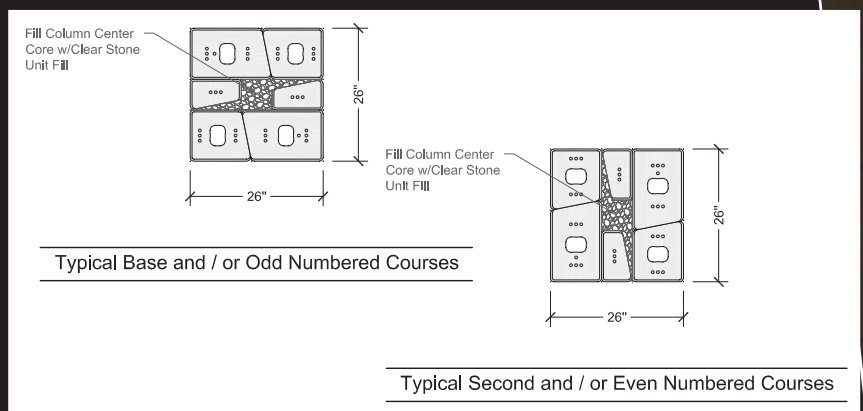 Fill Column Center
Core w/Clear Stone
Unit Fill
26"
26"
Typical Base and / or Odd Numbered Courses
Fill Column Center
Core w/Clear Stone
Unit Fill
26"
26"
Typical Second and / or Even Numbered Courses